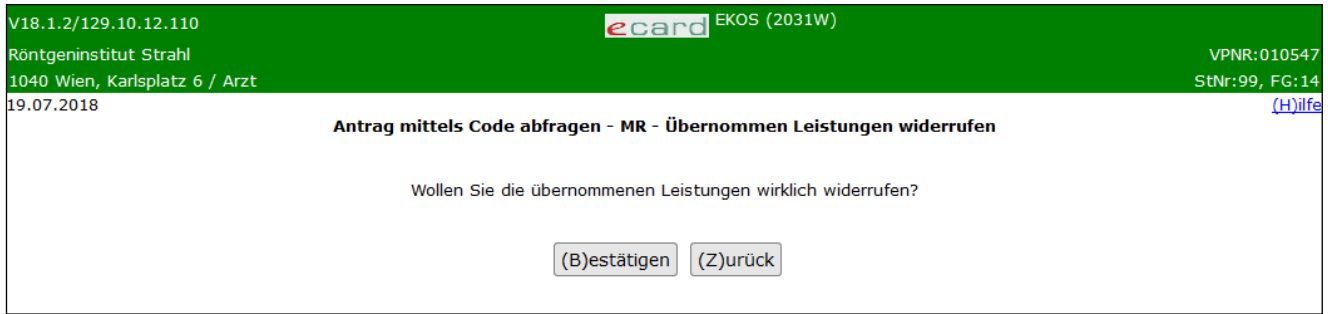 V18.1.2/129.10.12.110 ecard EKOS (2031W)
Röntgeninstitut Strahl VPNR:010547
1040 Wien, Karlsplatz 6 / Arzt StNr:99, FG:14
19.07.2018 (H)ilfe
Antrag mittels Code abfragen - MR - Übernommen Leistungen widerrufen
Wollen Sie die übernommenen Leistungen wirklich widerrufen?
(B)estätigen (Z)urück